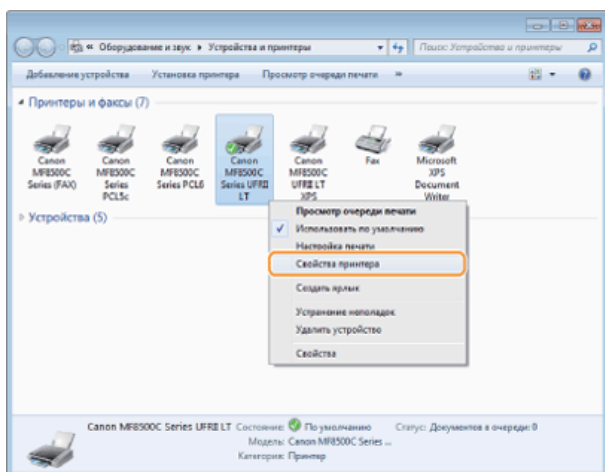 « Оборудование и звук ▸ Устройства и принтеры
Поиск: Устройства и принтеры
Добавление устройства Установка принтера Просмотр очереди печати »
Принтеры и факсы (7)
Canon MF8500C Series (FAX)
Canon MF8500C Series PCL5c
Canon MF8500C Series PCL6
Canon MF8500C Series UFRII LT
Canon MF8500C UFRII LT XPS
Fax
Microsoft XPS Document Writer
Устройства (5)
Просмотр очереди печати
Использовать по умолчанию
Настройка печати
Свойства принтера
Создать ярлык
Устранение неполадок
Удалить устройство
Свойства
Canon MF8500C Series UFRII LT Состояние: По умолчанию Статус: Документов в очереди: 0
Модель: Canon MF8500C Series ...
Категория: Принтер